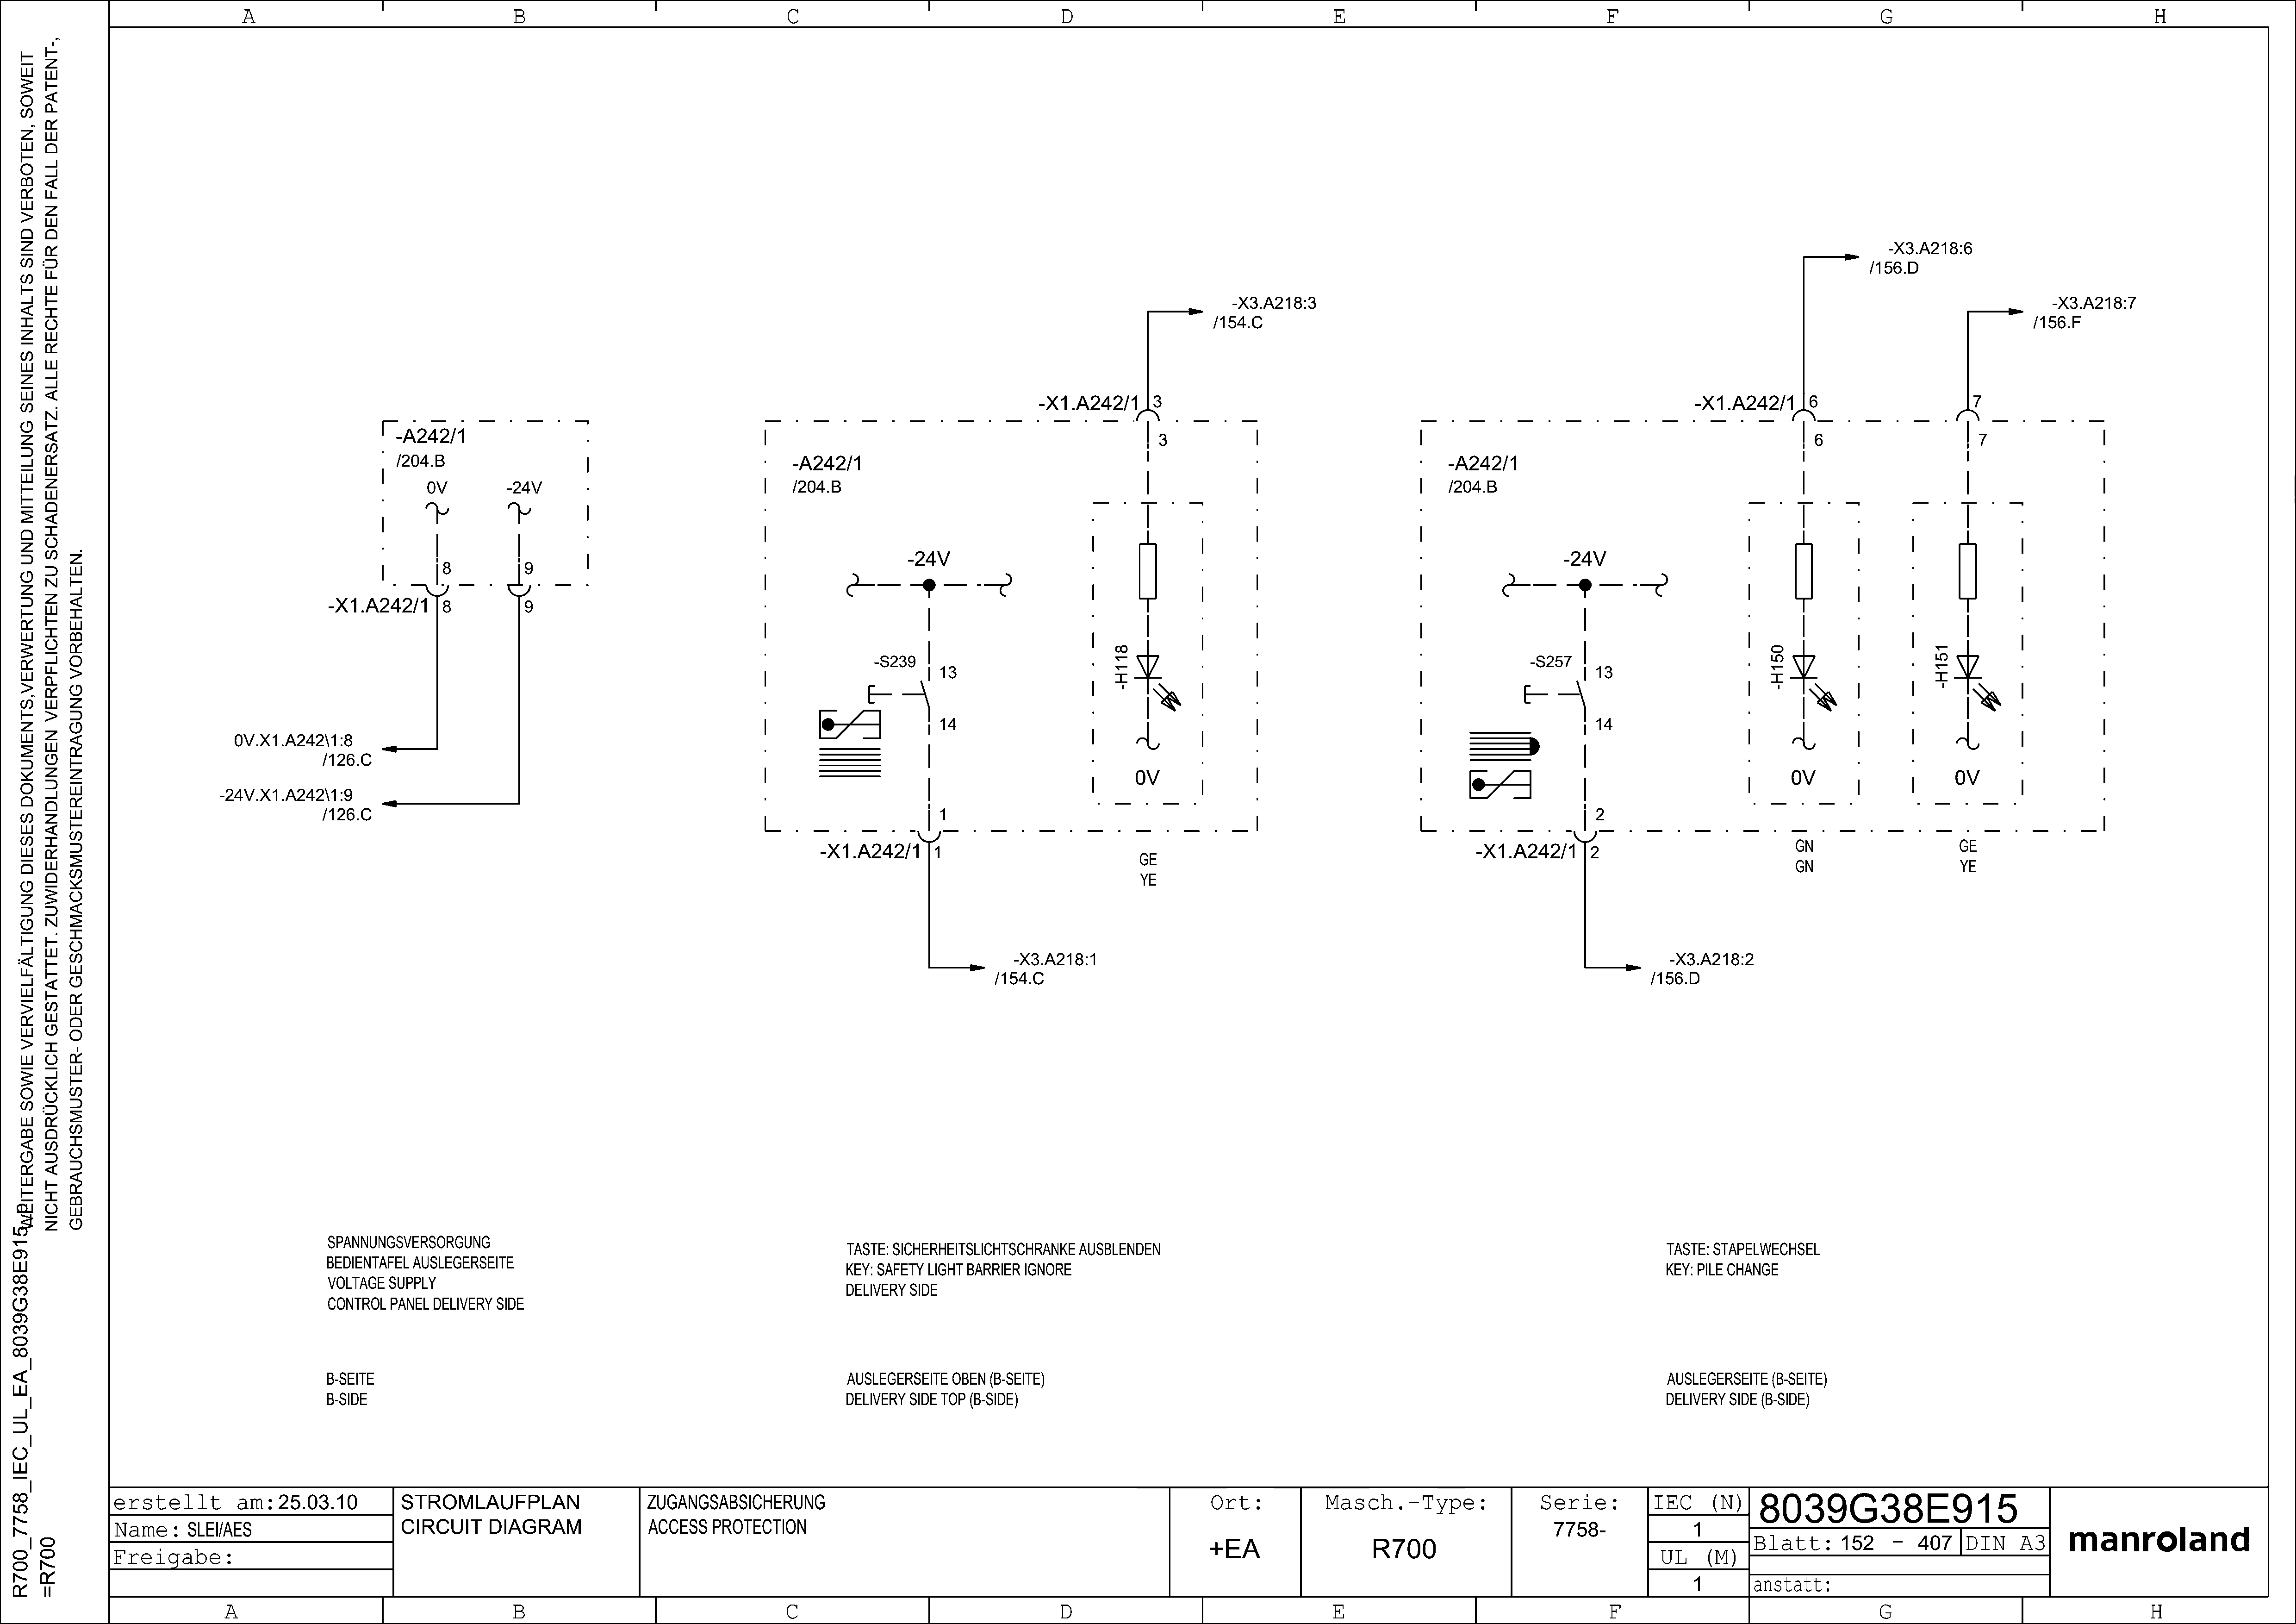 A B C D E F G H
WEITERGABE SOWIE VERVIELFÄLTIGUNG DIESES DOKUMENTS,VERWERTUNG UND MITTEILUNG SEINES INHALTS SIND VERBOTEN, SOWEIT
NICHT AUSDRÜCKLICH GESTATTET. ZUWIDERHANDLUNGEN VERPFLICHTEN ZU SCHADENERSATZ. ALLE RECHTE FÜR DEN FALL DER PATENT-,
GEBRAUCHSMUSTER- ODER GESCHMACKSMUSTEREINTRAGUNG VORBEHALTEN.
R700_7758_IEC_UL_EA_8039G38E915_
=R700
-A242/1
/204.B
0V
-24V
8
9
-X1.A242/1
8
9
0V.X1.A242\1:8
/126.C
-24V.X1.A242\1:9
/126.C
-X3.A218:3
/154.C
-X1.A242/1
3
3
-A242/1
/204.B
-24V
-S239
13
14
-H118
0V
1
-X1.A242/1
1
GE
YE
-X3.A218:1
/154.C
-X3.A218:6
/156.D
-X3.A218:7
/156.F
-X1.A242/1
6
7
6
7
-A242/1
/204.B
-24V
-S257
13
14
-H150
-H151
0V
0V
2
-X1.A242/1
2
GN
GN
GE
YE
-X3.A218:2
/156.D
SPANNUNGSVERSORGUNG
BEDIENTAFEL AUSLEGERSEITE
VOLTAGE SUPPLY
CONTROL PANEL DELIVERY SIDE
TASTE: SICHERHEITSLICHTSCHRANKE AUSBLENDEN
KEY: SAFETY LIGHT BARRIER IGNORE
DELIVERY SIDE
TASTE: STAPELWECHSEL
KEY: PILE CHANGE
B-SEITE
B-SIDE
AUSLEGERSEITE OBEN (B-SEITE)
DELIVERY SIDE TOP (B-SIDE)
AUSLEGERSEITE (B-SEITE)
DELIVERY SIDE (B-SIDE)
erstellt am: 25.03.10
Name: SLEI/AES
Freigabe:
STROMLAUFPLAN
CIRCUIT DIAGRAM
ZUGANGSABSICHERUNG
ACCESS PROTECTION
Ort:
+EA
Masch.-Type:
R700
Serie:
7758-
IEC (N)
1
UL (M)
1
8039G38E915
Blatt: 152 - 407 DIN A3
anstatt:
manroland
A B C D E F G H